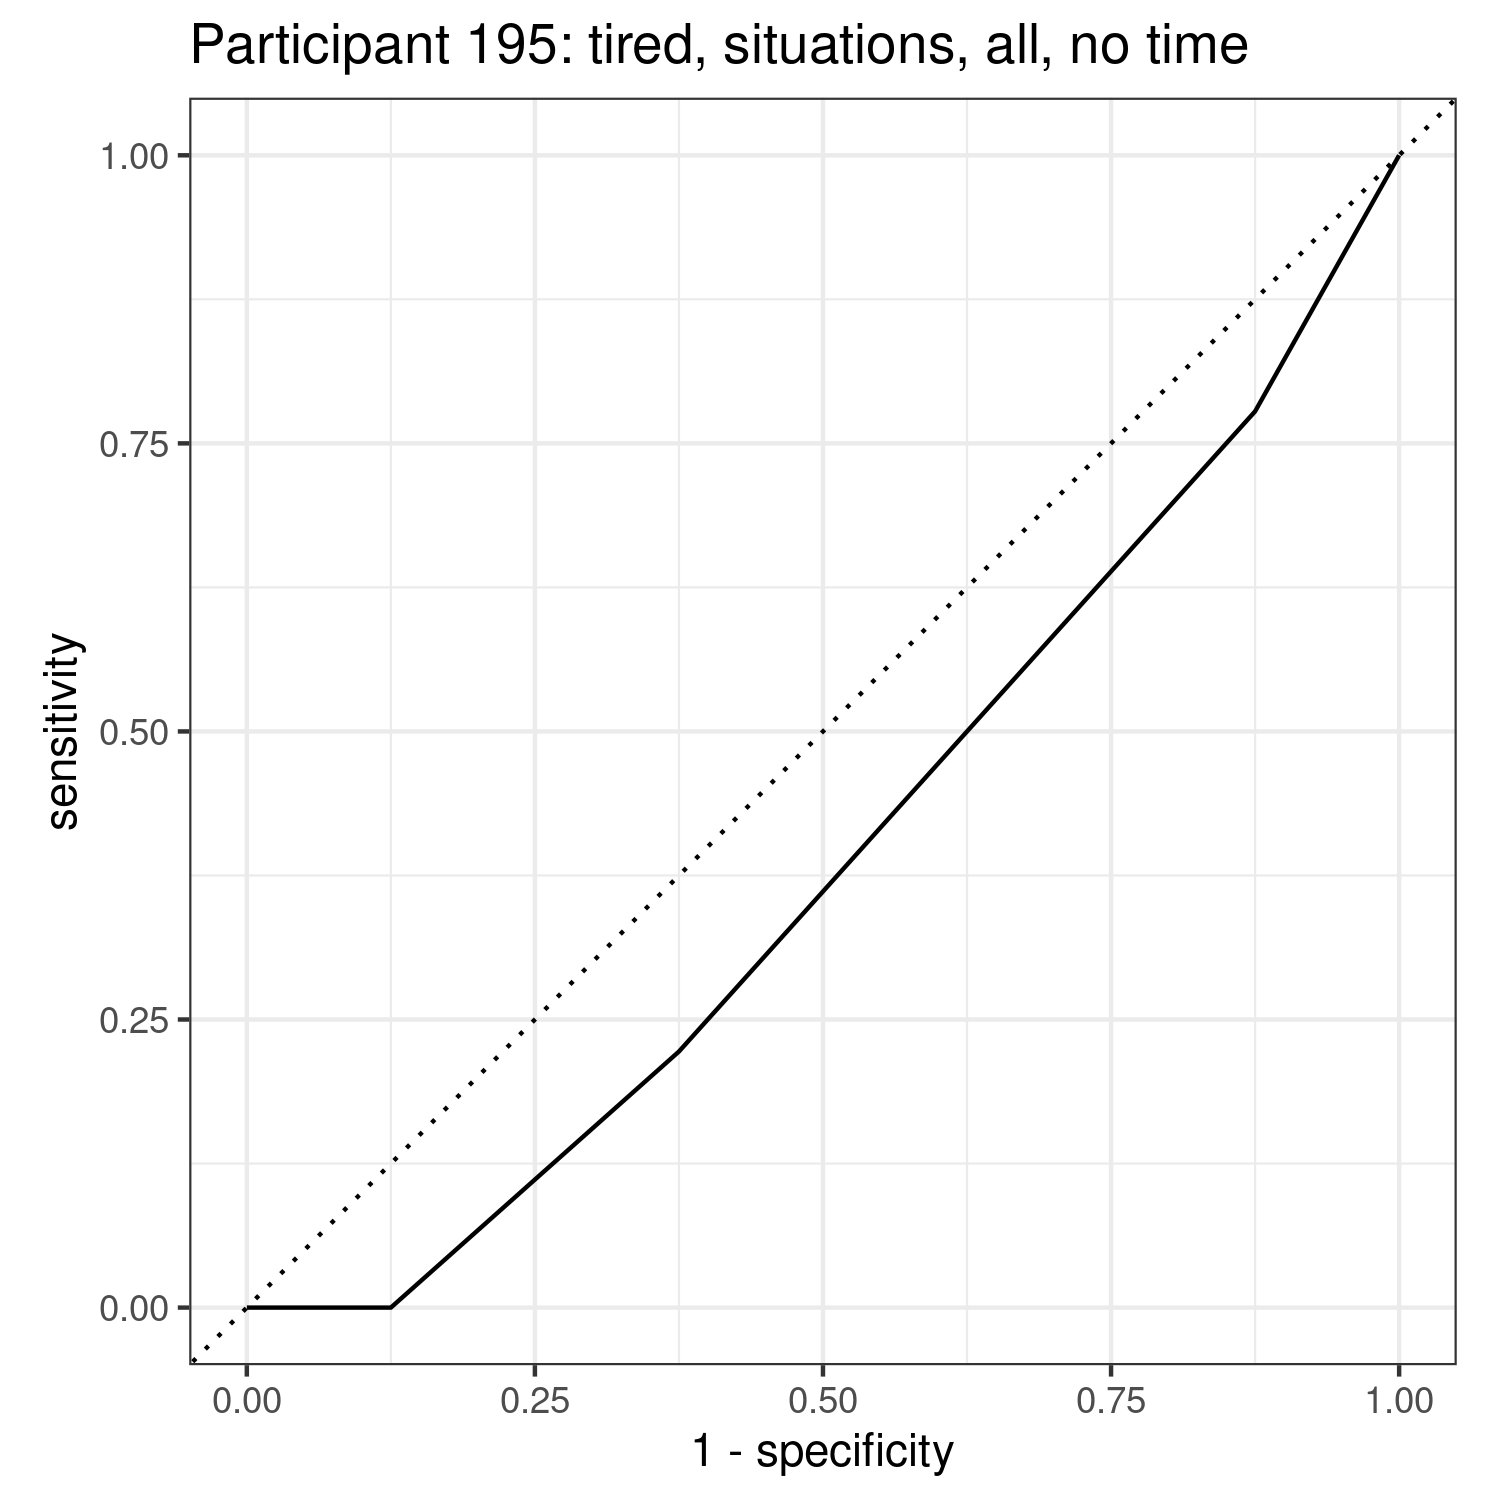 Participant 195: tired, situations, all, no time
1.00
0.75
0.50
0.25
0.00
sensitivity
0.00 0.25 0.50 0.75 1.00
1 - specificity